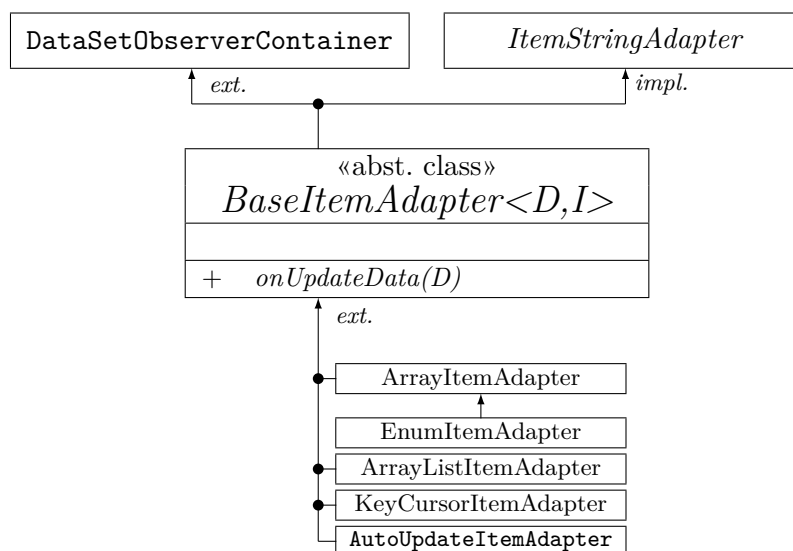 DataSetObserverContainer
ItemStringAdapter
ext.
impl.
«abst. class»
BaseItemAdapter<D,I>
+ onUpdateData(D)
ext.
ArrayItemAdapter
EnumItemAdapter
ArrayListItemAdapter
KeyCursorItemAdapter
AutoUpdateItemAdapter